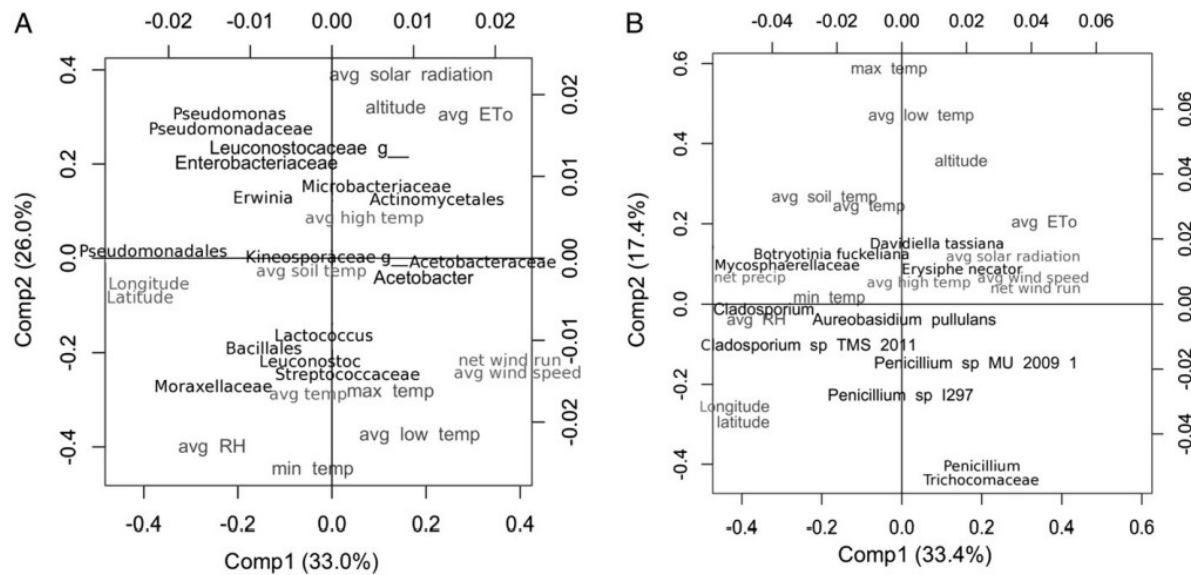 A
-0.02 -0.01 0.00 0.01 0.02
0.4
0.2
0.0
-0.2
-0.4
Comp2 (26.0%)
avg solar radiation
altitude
avg ETo
Pseudomonas
Pseudomonadaceae
Leuconostocaceae g__
Enterobacteriaceae
Microbacteriaceae
Erwinia
Actinomycetales
avg high temp
Pseudomonadales
Kineosporaceae g__
Acetobacteraceae
avg soil temp
Acetobacter
Longitude
Latitude
Lactococcus
Bacillales
Leuconostoc
net wind run
Streptococcaceae
avg wind speed
Moraxellaceae
avg temp
max temp
avg low temp
avg RH
min temp
0.02
0.01
0.00
-0.01
-0.02
-0.4 -0.2 0.0 0.2 0.4
Comp1 (33.0%)
B
-0.04 -0.02 0.00 0.02 0.04 0.06
0.6
0.4
0.2
0.0
-0.2
-0.4
Comp2 (17.4%)
max temp
avg low temp
altitude
avg soil temp
avg temp
avg ETo
Davidiella tassiana
Botryotinia fuckeliana
avg solar radiation
Mycosphaerellaceae
Erysiphe necator
net precip
avg high temp
avg wind speed
net wind run
min temp
Cladosporium
avg RH
Aureobasidium pullulans
Cladosporium sp TMS 2011
Penicillium sp MU 2009 1
Penicillium sp I297
Longitude
latitude
Penicillium
Trichocomaceae
0.06
0.04
0.02
0.00
-0.02
-0.04
-0.4 -0.2 0.0 0.2 0.4 0.6
Comp1 (33.4%)